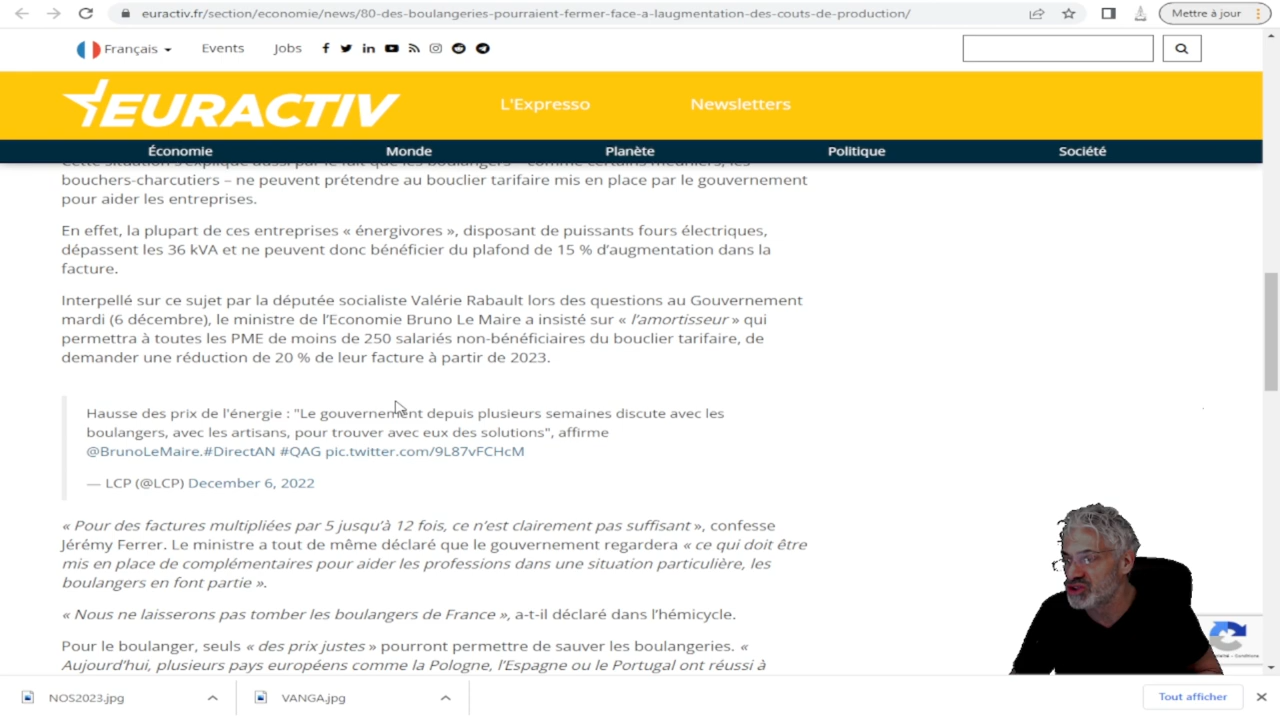 euractiv.fr/section/economie/news/80-des-boulangeries-pourraient-fermer-face-a-laugmentation-des-couts-de-production/
Mettre à jour
Français
Events
Jobs
EURACTIV
L'Expresso
Newsletters
Économie
Monde
Planète
Politique
Société
bouchers-charcutiers – ne peuvent prétendre au bouclier tarifaire mis en place par le gouvernement
pour aider les entreprises.
En effet, la plupart de ces entreprises « énergivores », disposant de puissants fours électriques,
dépassent les 36 kVA et ne peuvent donc bénéficier du plafond de 15 % d’augmentation dans la
facture.
Interpellé sur ce sujet par la députée socialiste Valérie Rabault lors des questions au Gouvernement
mardi (6 décembre), le ministre de l’Economie Bruno Le Maire a insisté sur « l’amortisseur » qui
permettra à toutes les PME de moins de 250 salariés non-bénéficiaires du bouclier tarifaire, de
demander une réduction de 20 % de leur facture à partir de 2023.
Hausse des prix de l'énergie : "Le gouvernement depuis plusieurs semaines discute avec les
boulangers, avec les artisans, pour trouver avec eux des solutions", affirme
@BrunoLeMaire.#DirectAN #QAG pic.twitter.com/9L87vFCHcM
— LCP (@LCP) December 6, 2022
« Pour des factures multipliées par 5 jusqu’à 12 fois, ce n’est clairement pas suffisant », confesse
Jérémy Ferrer. Le ministre a tout de même déclaré que le gouvernement regardera « ce qui doit être
mis en place de complémentaires pour aider les professions dans une situation particulière, les
boulangers en font partie ».
« Nous ne laisserons pas tomber les boulangers de France », a-t-il déclaré dans l’hémicycle.
Pour le boulanger, seuls « des prix justes » pourront permettre de sauver les boulangeries. «
Aujourd’hui, plusieurs pays européens comme la Pologne, l’Espagne ou le Portugal ont réussi à
NOS2023.jpg
VANGA.jpg
Tout afficher